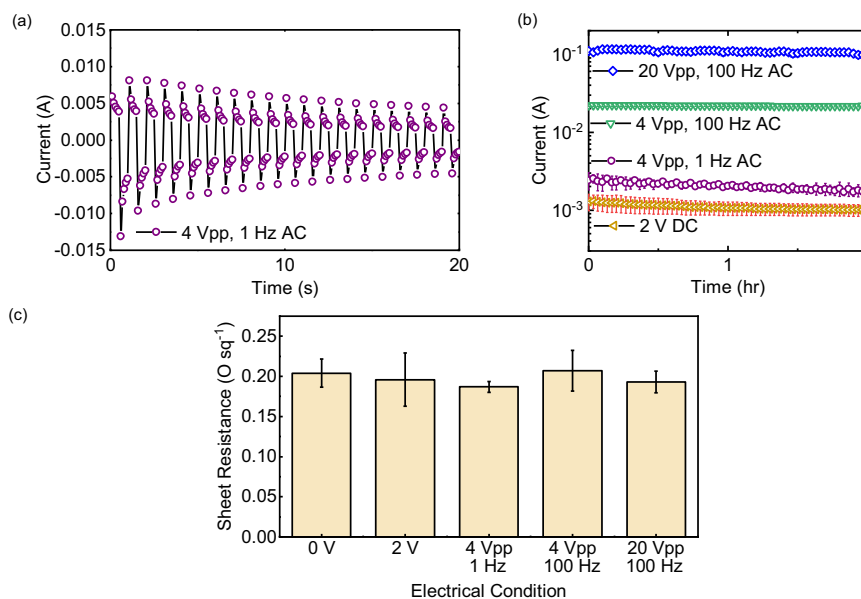 (a)
0.015
0.010
0.005
0.000
-0.005
-0.010
-0.015
Current (A)
4 Vpp, 1 Hz AC
0
10
20
Time (s)
(b)
10⁻¹
10⁻²
10⁻³
Current (A)
20 Vpp, 100 Hz AC
4 Vpp, 100 Hz AC
4 Vpp, 1 Hz AC
2 V DC
0
1
Time (hr)
(c)
0.25
0.20
0.15
0.10
0.05
0.00
Sheet Resistance (O sq⁻¹)
0 V
2 V
4 Vpp
1 Hz
4 Vpp
100 Hz
20 Vpp
100 Hz
Electrical Condition